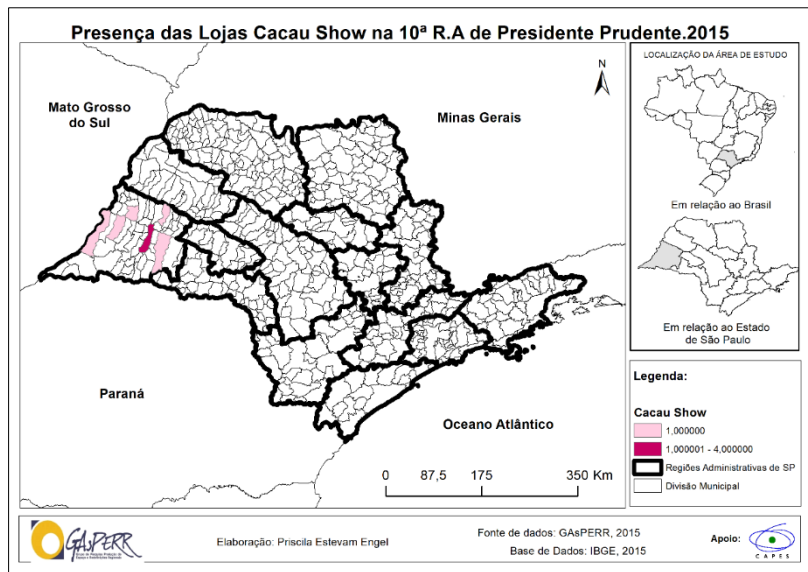 Presença das Lojas Cacau Show na 10ª R.A de Presidente Prudente.2015
LOCALIZAÇÃO DA ÁREA DE ESTUDO
N
Mato Grosso
do Sul
Minas Gerais
Em relação ao Brasil
Em relação ao Estado
de São Paulo
Paraná
Oceano Atlântico
0 87,5 175 350 Km
Legenda:
Cacau Show
1,000000
1,000001 - 4,000000
Regiões Administrativas de SP
Divisão Municipal
GAsPERR
Elaboração: Priscila Estevam Engel
Fonte de dados: GAsPERR, 2015
Base de Dados: IBGE, 2015
Apoio:
CAPES